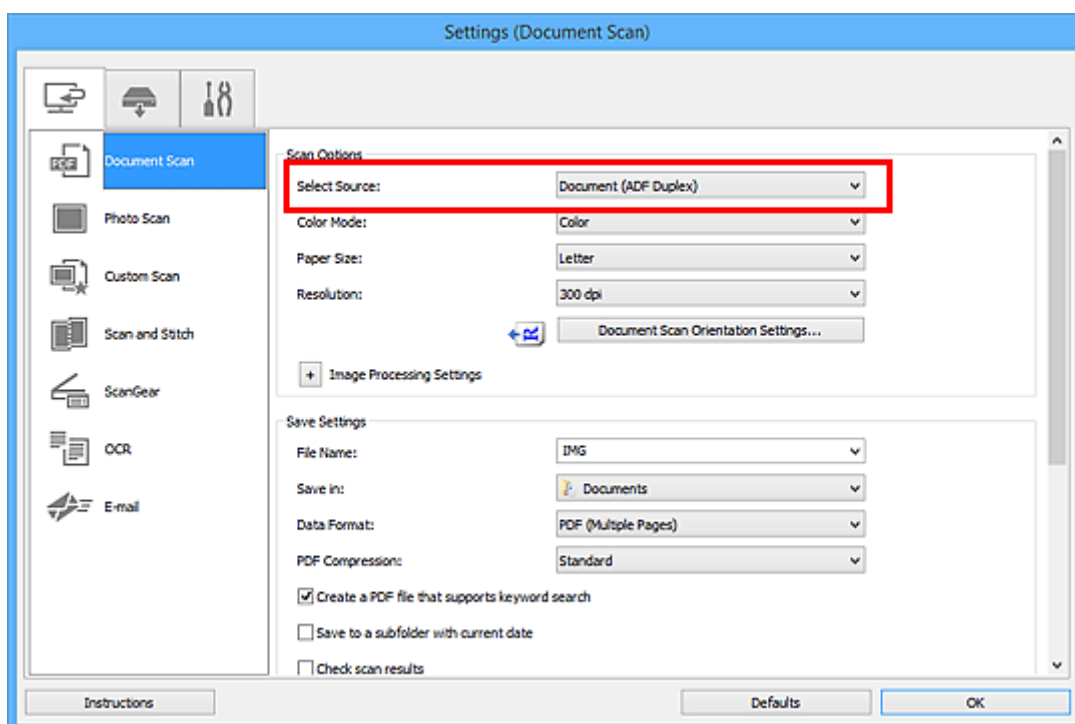 Settings (Document Scan)
PDF
Document Scan
Photo Scan
Custom Scan
Scan and Stitch
ScanGear
OCR
E-mail
Scan Options
Select Source: Document (ADF Duplex)
Color Mode: Color
Paper Size: Letter
Resolution: 300 dpi
R Document Scan Orientation Settings...
+ Image Processing Settings
Save Settings
File Name: IMG
Save in: Documents
Data Format: PDF (Multiple Pages)
PDF Compression: Standard
Create a PDF file that supports keyword search
Save to a subfolder with current date
Check scan results
Instructions Defaults OK